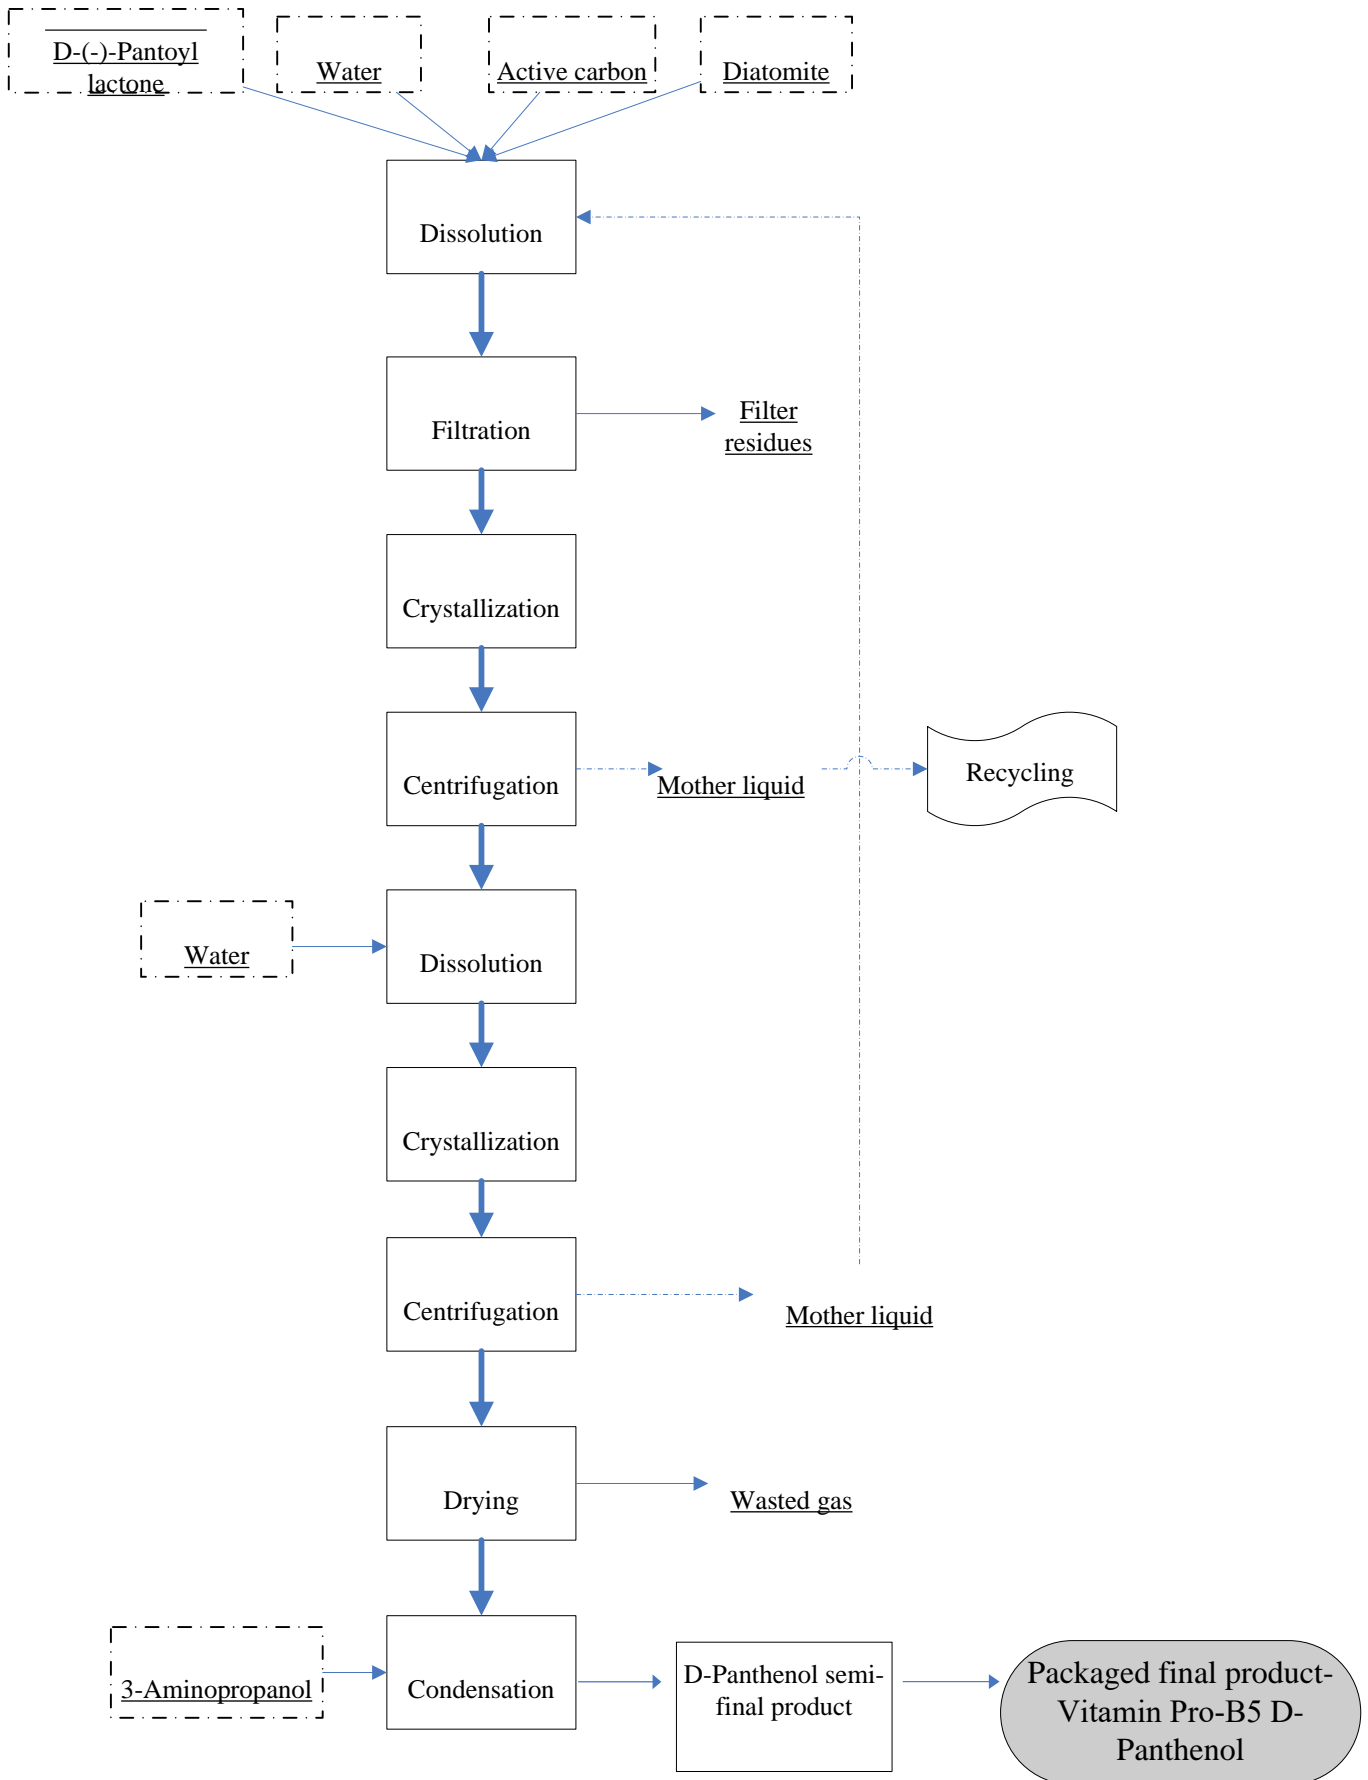 D-(-)-Pantoyl
lactone
Water
Active carbon
Diatomite
Dissolution
Filtration
Filter
residues
Crystallization
Centrifugation
Mother liquid
Recycling
Water
Dissolution
Crystallization
Centrifugation
Mother liquid
Drying
Wasted gas
3-Aminopropanol
Condensation
D-Panthenol semi-
final product
Packaged final product-
Vitamin Pro-B5 D-
Panthenol